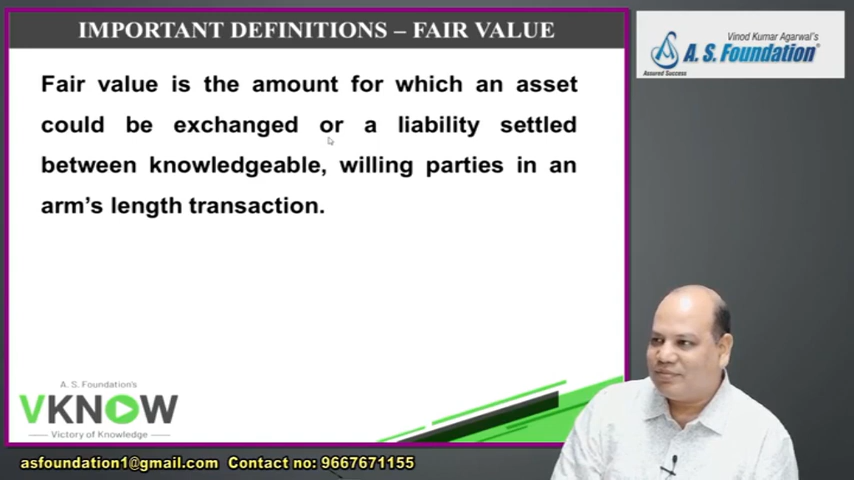 IMPORTANT DEFINITIONS – FAIR VALUE
Vinod Kumar Agarwal's
A. S. Foundation®
Assured Success
Fair value is the amount for which an asset
could be exchanged or a liability settled
between knowledgeable, willing parties in an
arm's length transaction.
A. S. Foundation's
VKNOW
Victory of Knowledge
asfoundation1@gmail.com Contact no: 9667671155